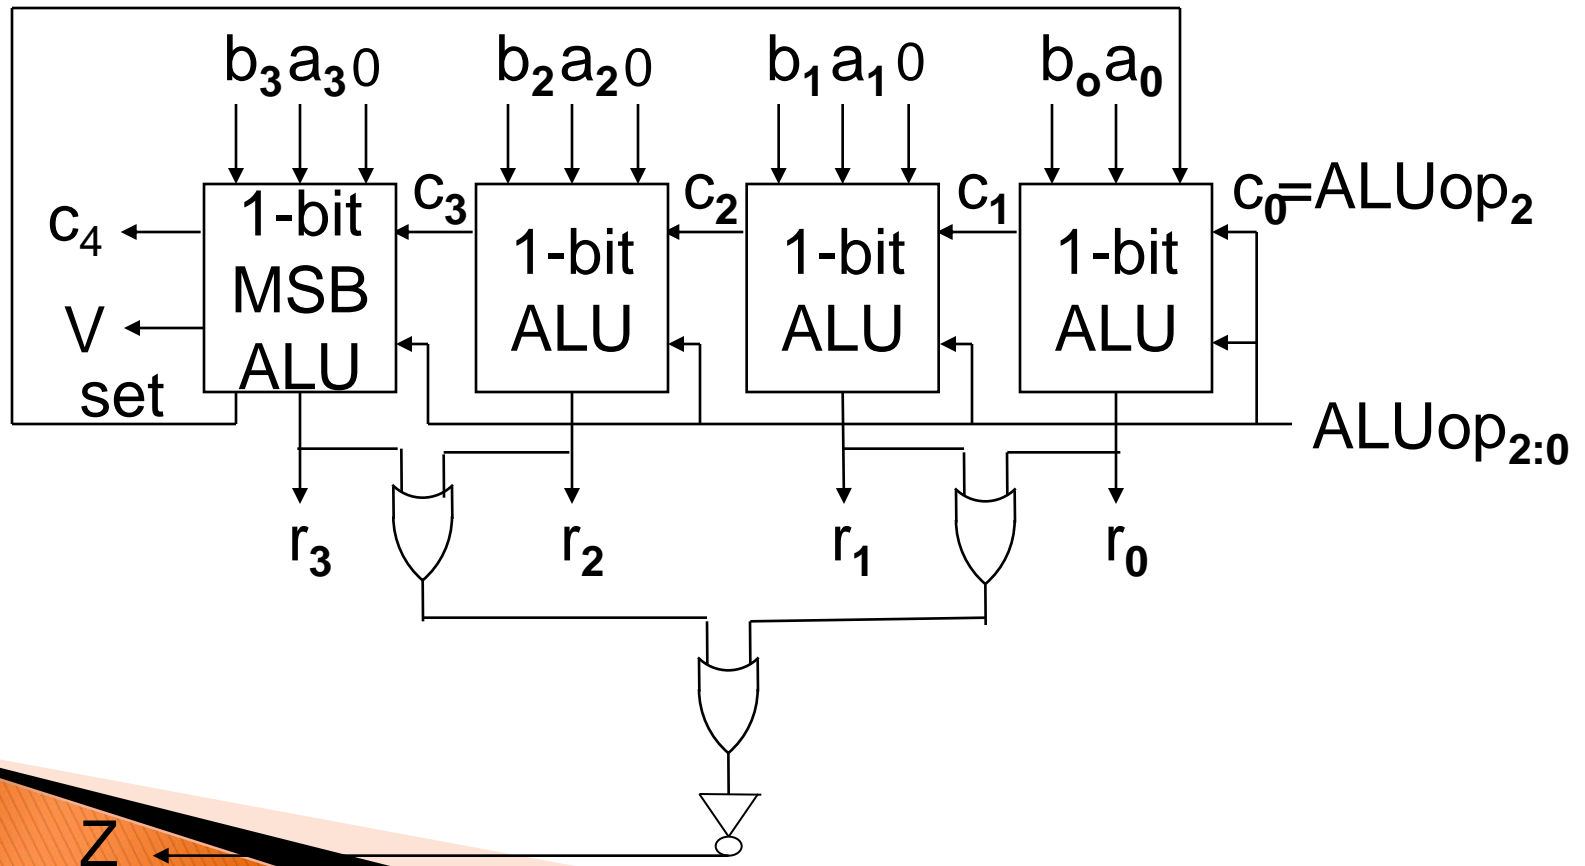 b3 a3 0 b2 a2 0 b1 a1 0 bo a0
c4 1-bit MSB ALU c3 1-bit ALU c2 1-bit ALU c1 1-bit ALU c0=ALUop2
V
set
ALUop2:0
r3 r2 r1 r0
Z